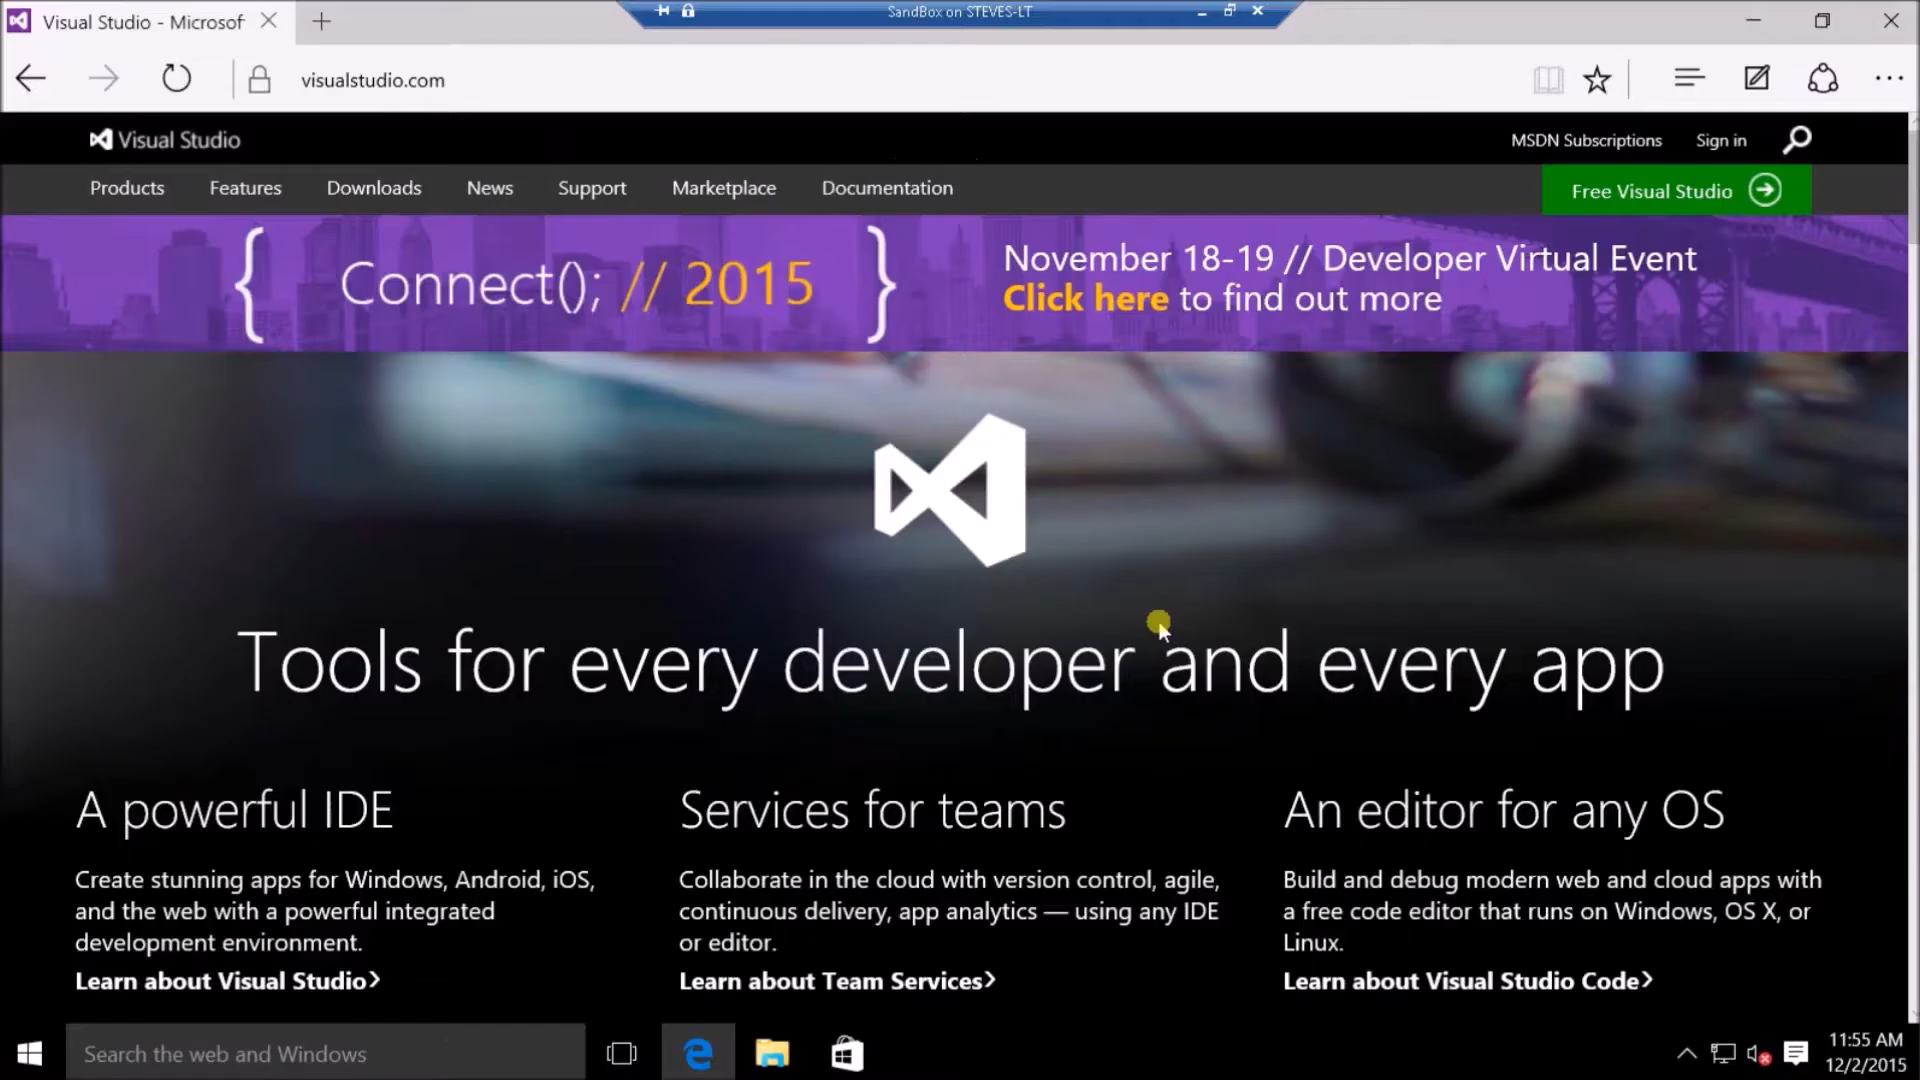 Visual Studio - Microsof
SandBox on STEVES-LT
visualstudio.com
Visual Studio
MSDN Subscriptions
Sign in
Products
Features
Downloads
News
Support
Marketplace
Documentation
Free Visual Studio
{ Connect(); // 2015 }
November 18-19 // Developer Virtual Event
Click here to find out more
Tools for every developer and every app
A powerful IDE
Create stunning apps for Windows, Android, iOS,
and the web with a powerful integrated
development environment.
Learn about Visual Studio
Services for teams
Collaborate in the cloud with version control, agile,
continuous delivery, app analytics — using any IDE
or editor.
Learn about Team Services
An editor for any OS
Build and debug modern web and cloud apps with
a free code editor that runs on Windows, OS X, or
Linux.
Learn about Visual Studio Code
Search the web and Windows
11:55 AM
12/2/2015